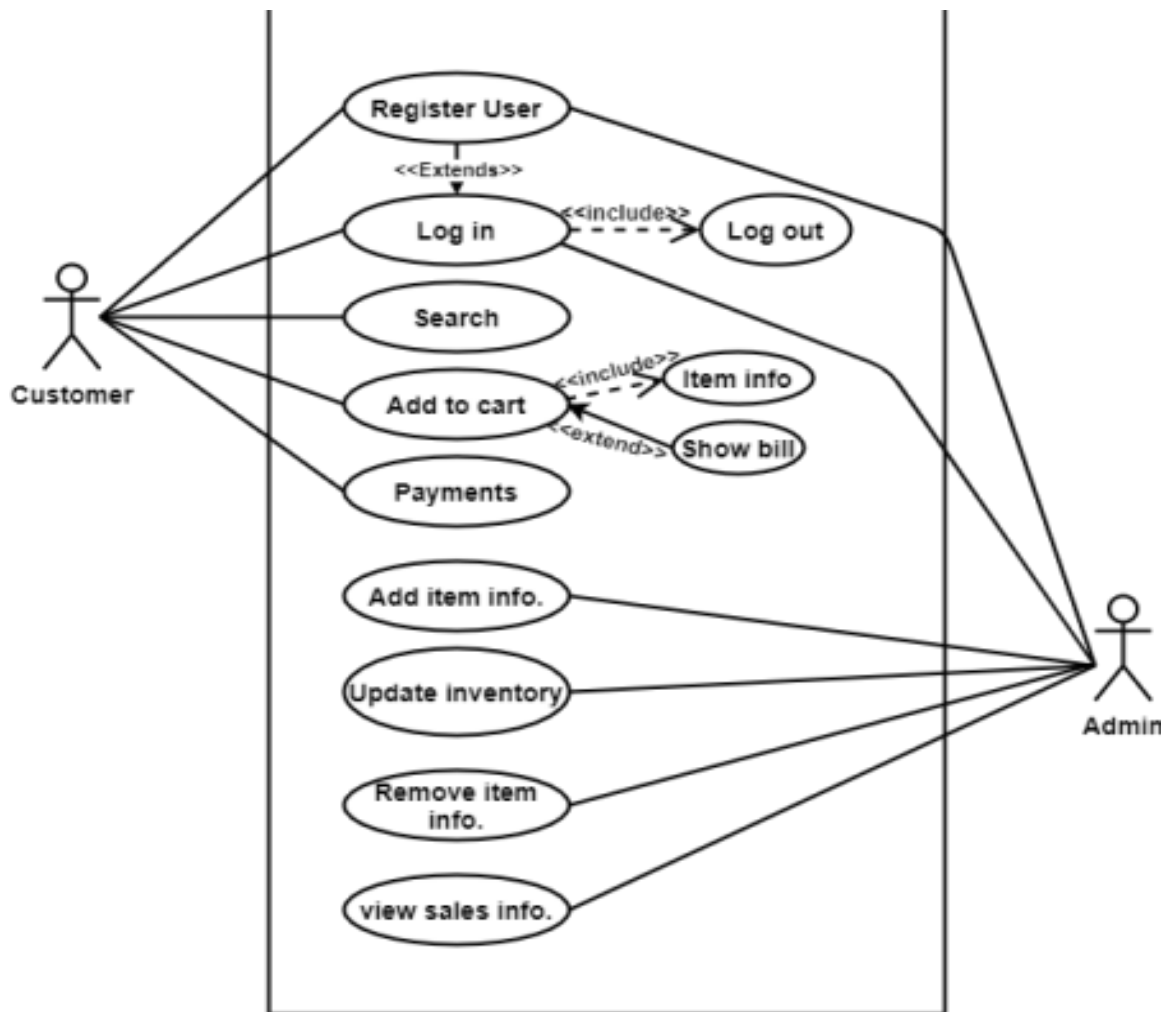 Register User
<<Extends>>
Log in
<<include>>
Log out
Search
Customer
Add to cart
<<include>>
Item info
<<extend>>
Show bill
Payments
Add item info.
Update inventory
Admin
Remove item
info.
view sales info.